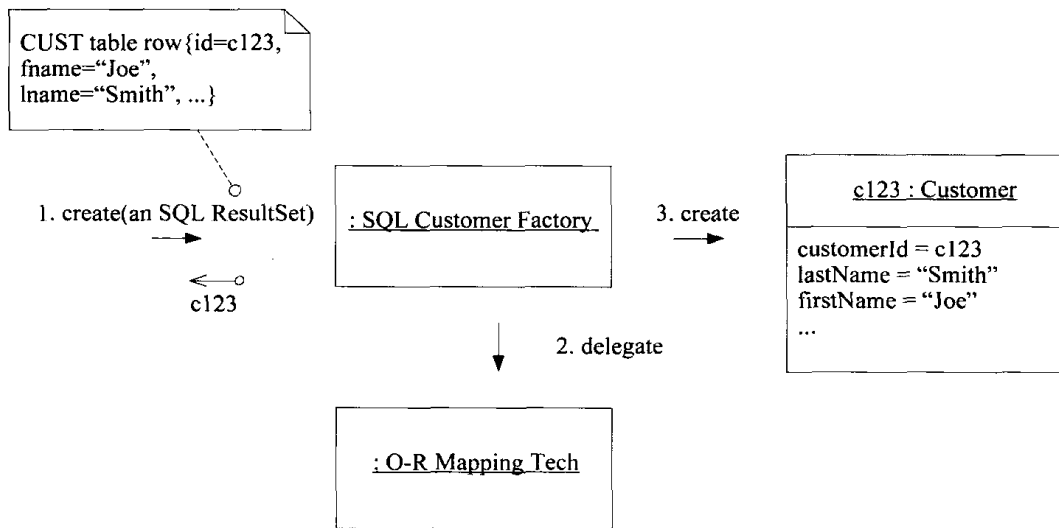 CUST table row{id=c123,
fname=“Joe”,
lname=“Smith”, ...}
1. create(an SQL ResultSet)
c123
: SQL Customer Factory
3. create
c123 : Customer
customerId = c123
lastName = “Smith”
firstName = “Joe”
...
2. delegate
: O-R Mapping Tech